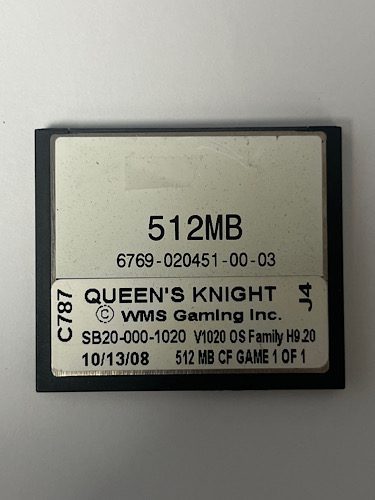 512MB
6769-020451-00-03
C787
QUEEN'S KNIGHT
© WMS Gaming Inc.
SB20-000-1020 V1020 OS Family H9.20
10/13/08 512 MB CF GAME 1 OF 1
J4